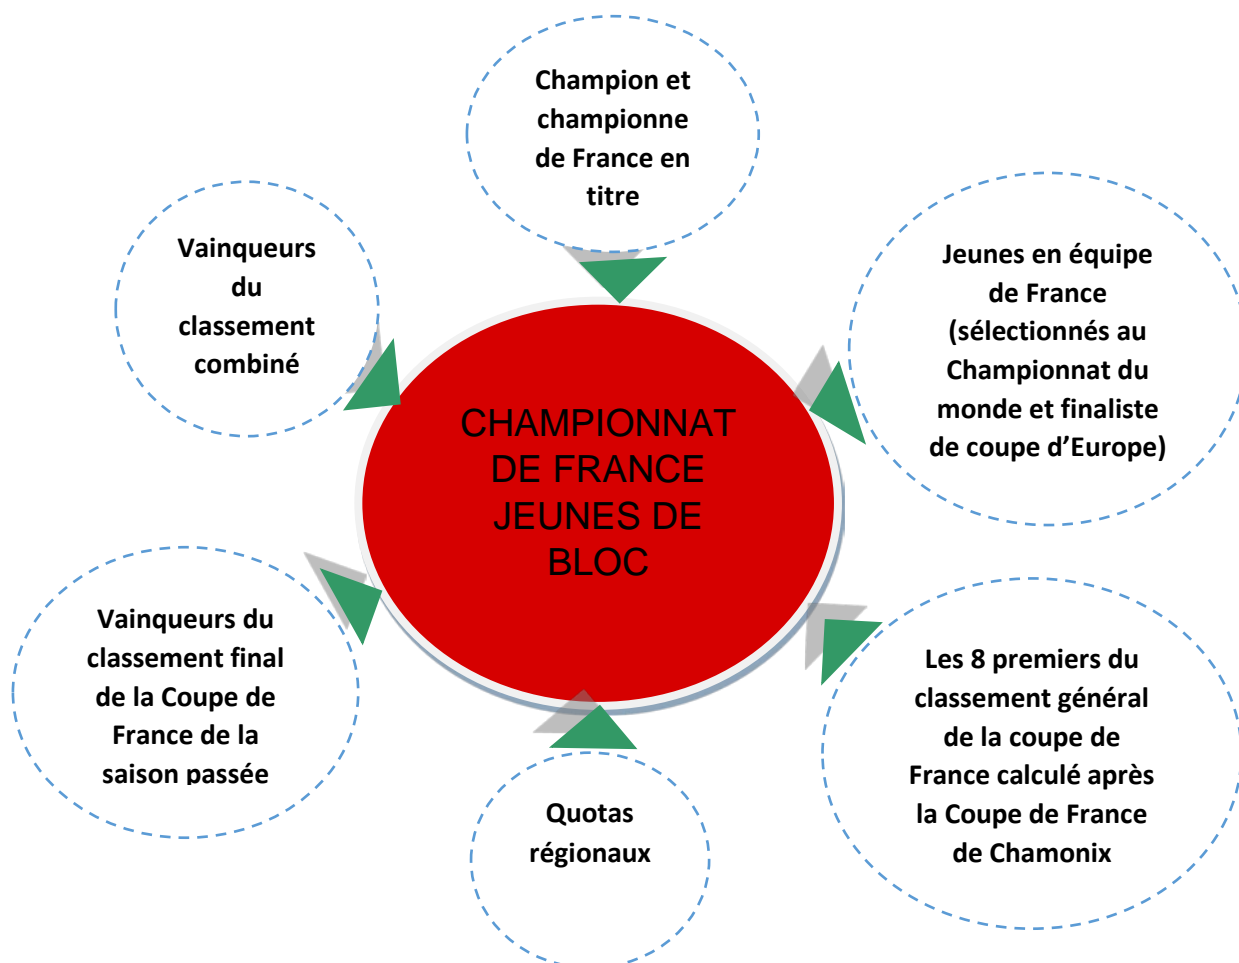 Champion et
championne
de France en
titre
Vainqueurs
du
classement
combiné
Jeunes en équipe
de France
(sélectionnés au
Championnat du
monde et finaliste
de coupe d’Europe)
CHAMPIONNAT
DE FRANCE
JEUNES DE
BLOC
Vainqueurs du
classement final
de la Coupe de
France de la
saison passée
Les 8 premiers du
classement général
de la coupe de
France calculé après
la Coupe de France
de Chamonix
Quotas
régionaux